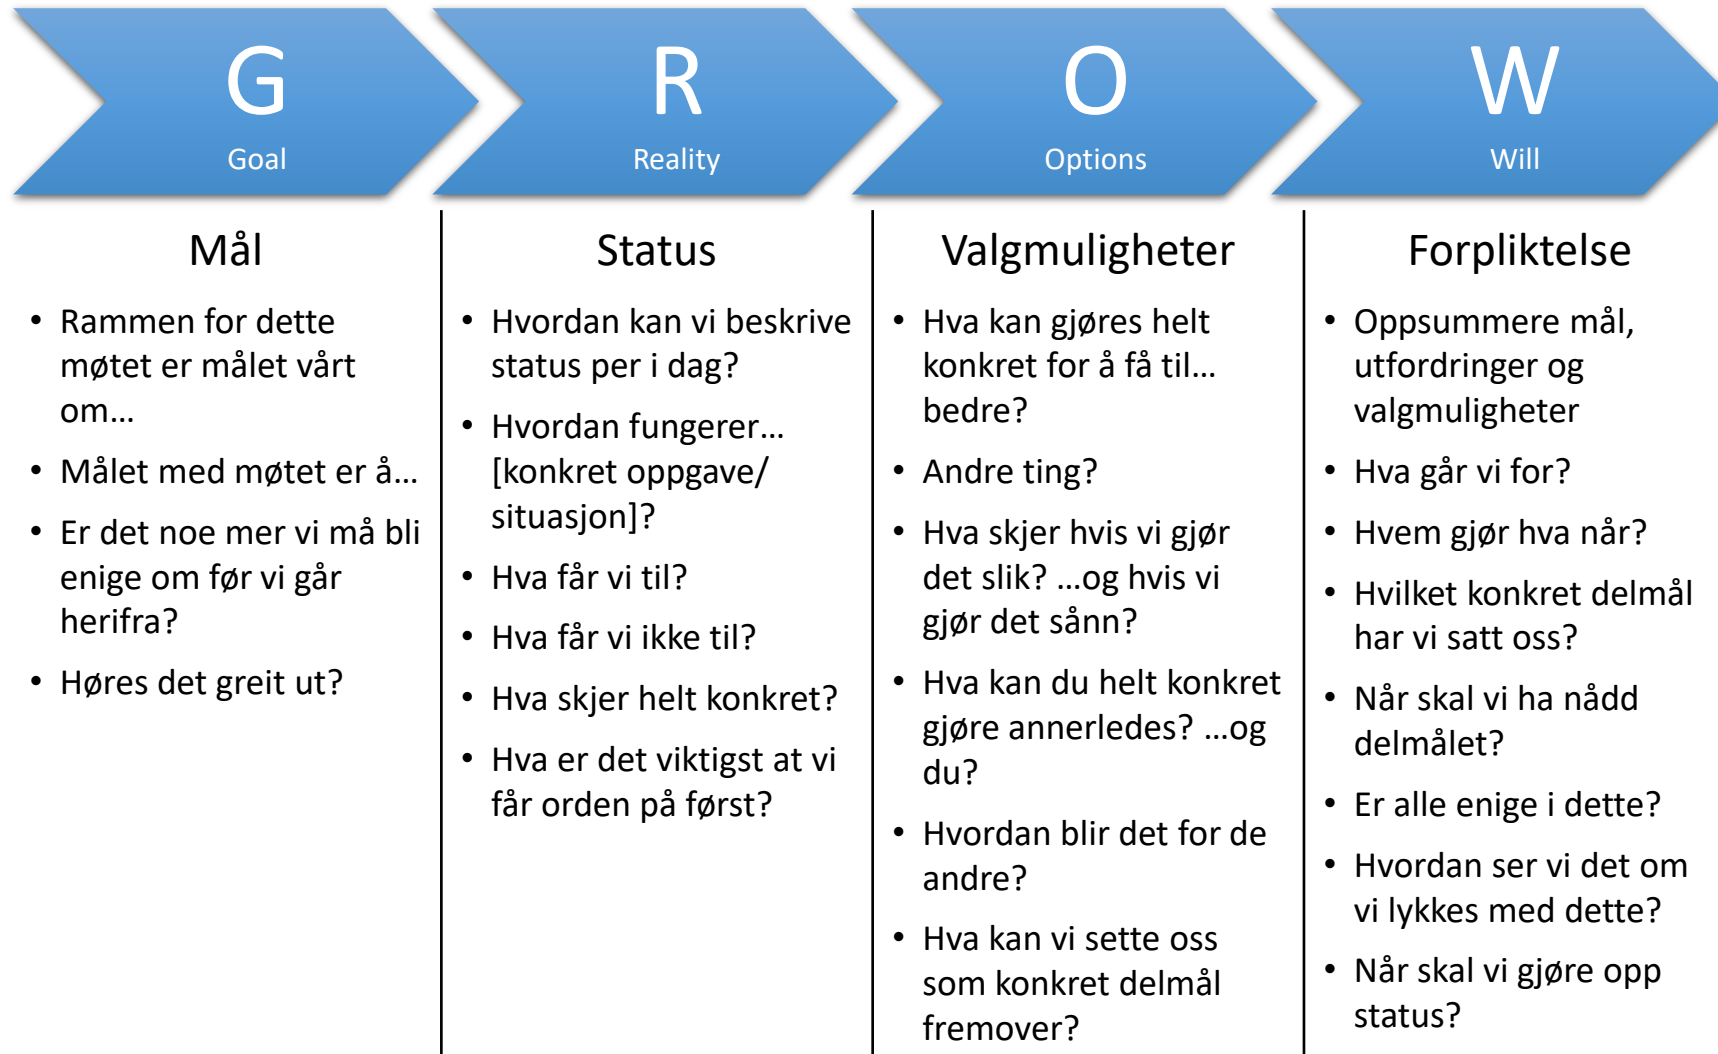 G
Goal
R
Reality
O
Options
W
Will
Mål
• Rammen for dette
møtet er målet vårt
om…
• Målet med møtet er å…
• Er det noe mer vi må bli
enige om før vi går
herifra?
• Høres det greit ut?
Status
• Hvordan kan vi beskrive
status per i dag?
• Hvordan fungerer…
[konkret oppgave/
situasjon]?
• Hva får vi til?
• Hva får vi ikke til?
• Hva skjer helt konkret?
• Hva er det viktigst at vi
får orden på først?
Valgmuligheter
• Hva kan gjøres helt
konkret for å få til…
bedre?
• Andre ting?
• Hva skjer hvis vi gjør
det slik? …og hvis vi
gjør det sånn?
• Hva kan du helt konkret
gjøre annerledes? …og
du?
• Hvordan blir det for de
andre?
• Hva kan vi sette oss
som konkret delmål
fremover?
Forpliktelse
• Oppsummere mål,
utfordringer og
valgmuligheter
• Hva går vi for?
• Hvem gjør hva når?
• Hvilket konkret delmål
har vi satt oss?
• Når skal vi ha nådd
delmålet?
• Er alle enige i dette?
• Hvordan ser vi det om
vi lykkes med dette?
• Når skal vi gjøre opp
status?